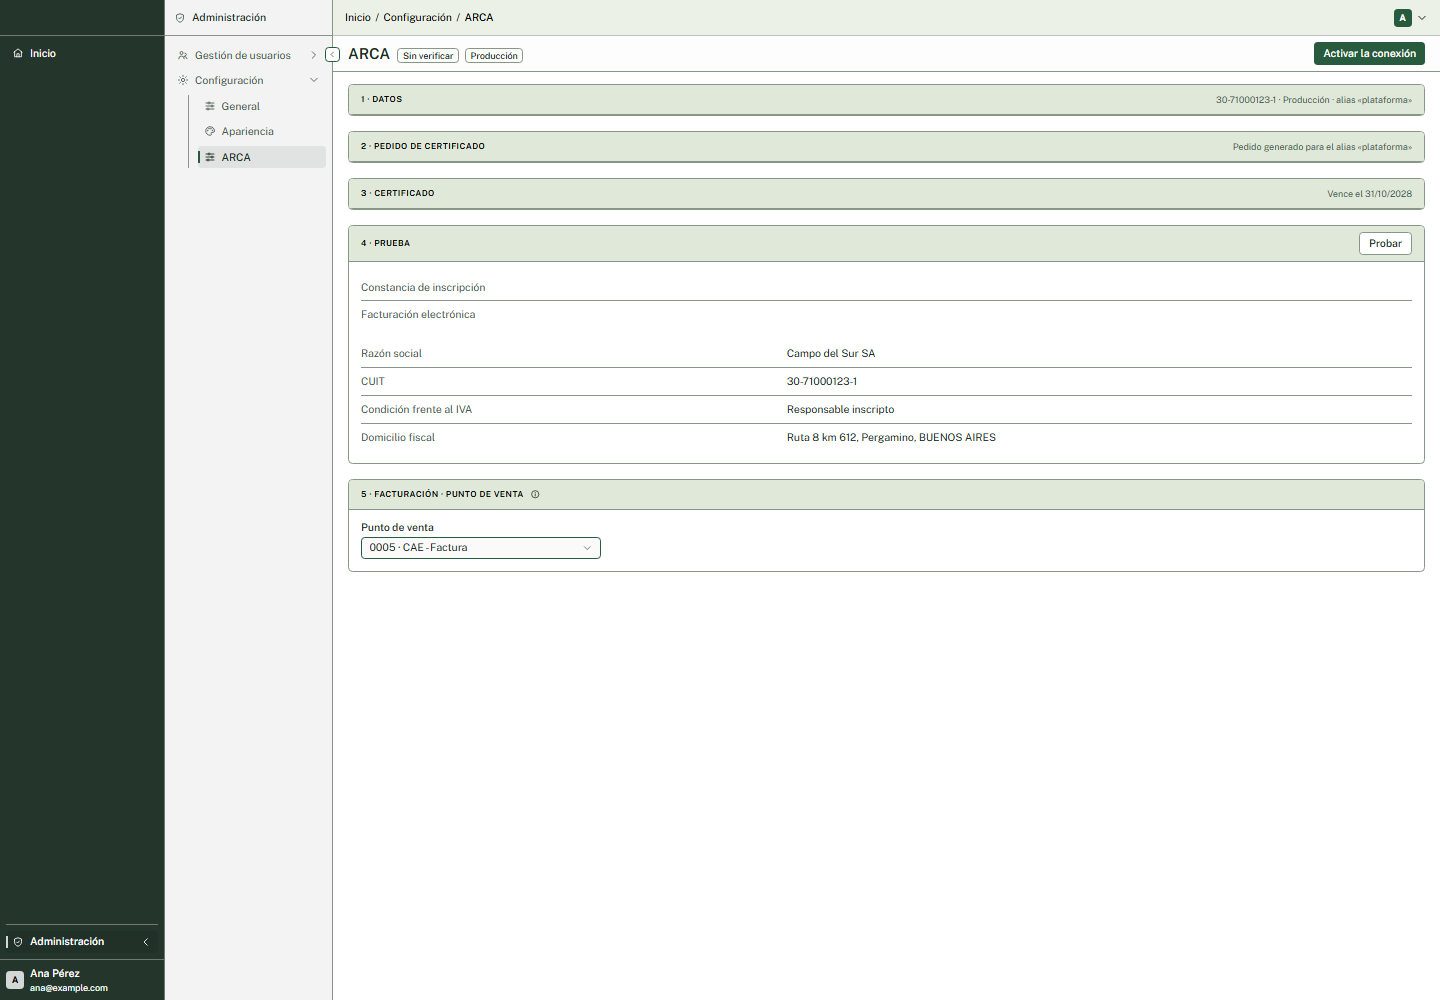 Inicio
Administración
Ana Pérez
A
ana@example.com
Administración
Gestión de usuarios
Configuración
General
Apariencia
ARCA
Inicio / Configuración / ARCA
A
ARCA Sin verificar Producción
Activar la conexión
1 · DATOS
30-71000123-1 · Producción · alias «plataforma»
2 · PEDIDO DE CERTIFICADO
Pedido generado para el alias «plataforma»
3 · CERTIFICADO
Vence el 31/10/2028
4 · PRUEBA
Probar
Constancia de inscripción
Facturación electrónica
Razón social Campo del Sur SA
CUIT 30-71000123-1
Condición frente al IVA Responsable inscripto
Domicilio fiscal Ruta 8 km 612, Pergamino, BUENOS AIRES
5 · FACTURACIÓN · PUNTO DE VENTA
Punto de venta
0005 · CAE - Factura